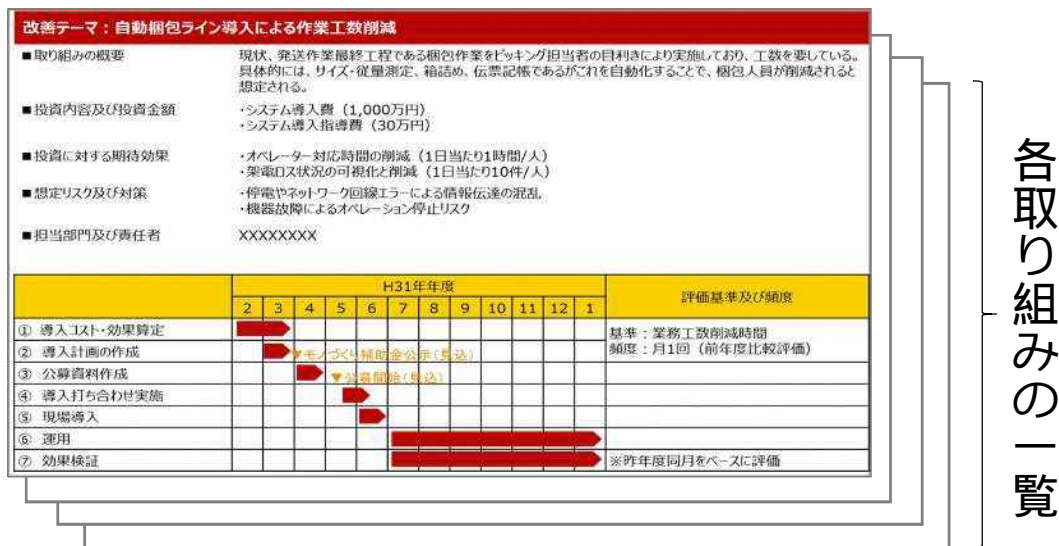 改善テーマ：自動梱包ライン導入による作業工数削減
■取り組みの概要
現状、発送作業最終工程である梱包作業をピッキング担当者の目利きにより実施しており、工数を要している。
具体的には、サイズ・従量測定、箱詰め、伝票記帳であるがこれを自動化することで、梱包人員が削減されると
想定される。
■投資内容及び投資金額
・システム導入費（1,000万円）
・システム導入指導費（30万円）
■投資に対する期待効果
・オペレーター対応時間の削減（1日当たり1時間/人）
・架電ロス状況の可視化と削減（1日当たり10件/人）
■想定リスク及び対策
・停電やネットワーク回線エラーによる情報伝達の混乱
・機器故障によるオペレーション停止リスク
■担当部門及び責任者
XXXXXXXX
H31年年度
評価基準及び頻度
2 3 4 5 6 7 8 9 10 11 12 1
① 導入コスト・効果算定
基準：業務工数削減時間
② 導入計画の作成
▼モノづくり補助金公示（見込）
頻度：月1回（前年度比較評価）
③ 公募資料作成
▼公募開始（見込）
④ 導入打ち合わせ実施
⑤ 現場導入
⑥ 運用
⑦ 効果検証
※昨年度同月をベースに評価
各取り組みの一覧